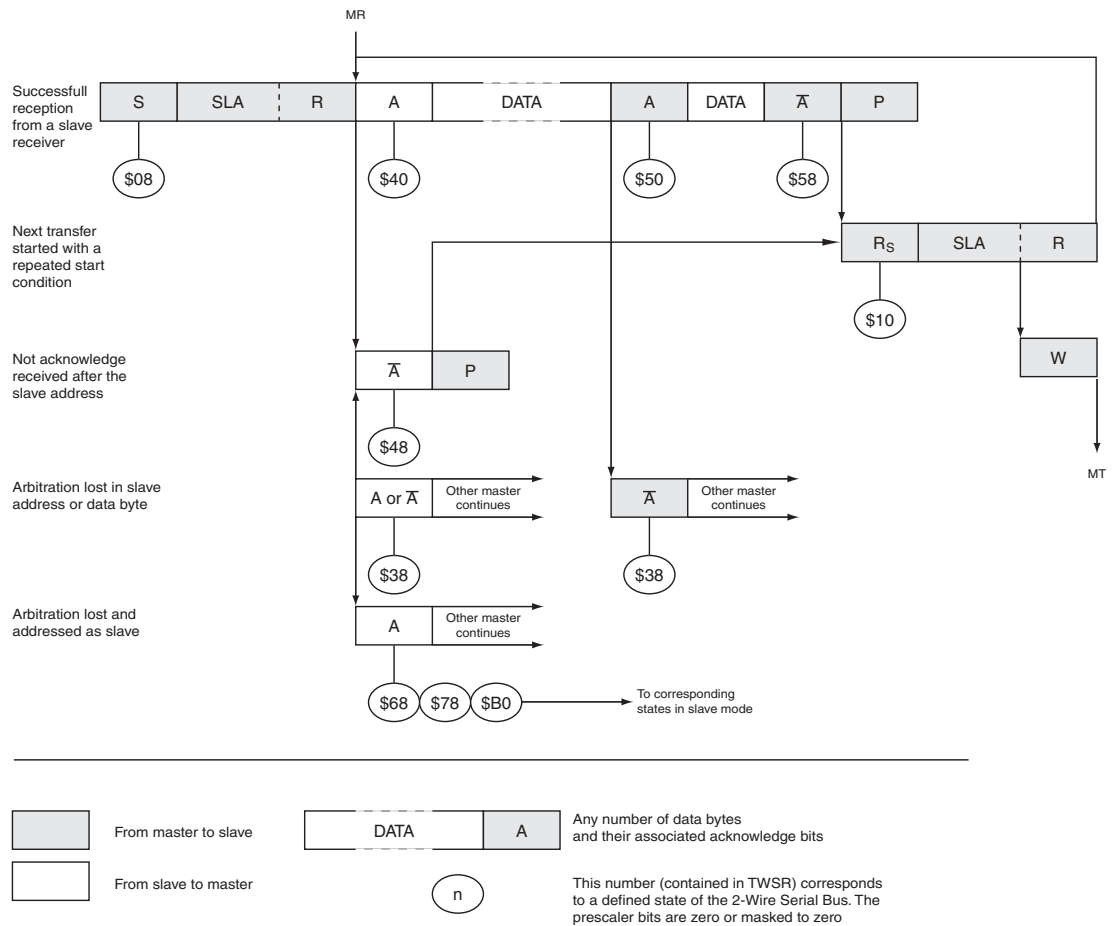 MR
Successfull
reception
from a slave
receiver
S SLA R A DATA A DATA A̅ P
$08 $40 $50 $58
Next transfer
started with a
repeated start
condition
RS SLA R
$10
Not acknowledge
received after the
slave address
A̅ P
W
$48
MT
Arbitration lost in slave
address or data byte
A or A̅ Other master
continues
A̅ Other master
continues
$38 $38
Arbitration lost and
addressed as slave
A Other master
continues
$68 $78 $B0 To corresponding
states in slave mode
From master to slave
DATA A
Any number of data bytes
and their associated acknowledge bits
From slave to master
n
This number (contained in TWSR) corresponds
to a defined state of the 2-Wire Serial Bus. The
prescaler bits are zero or masked to zero